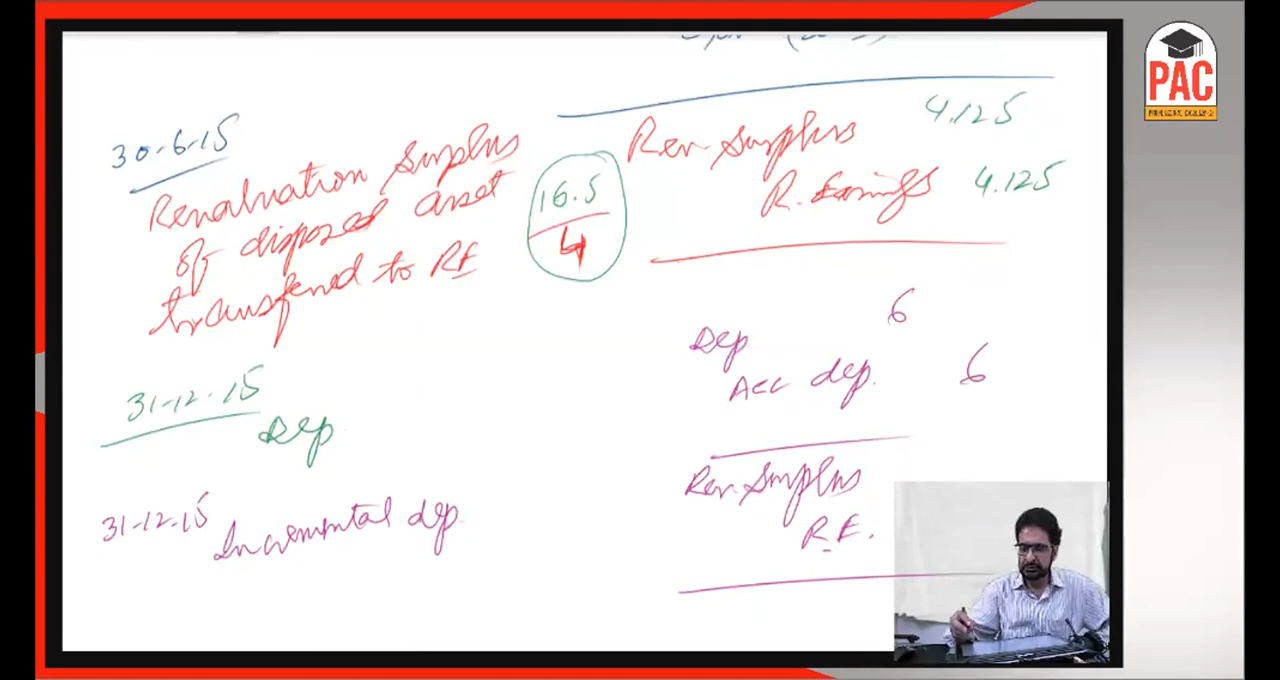 30-6-15
Revaluation Surplus
of disposed asset
transferred to RE
16.5
4
Rev Surplus 4.125
R. Earnings 4.125
31-12-15 Dep
Dep 6
Acc dep. 6
31-12-15 Incremental dep
Rev. Surplus
R.E.
PAC